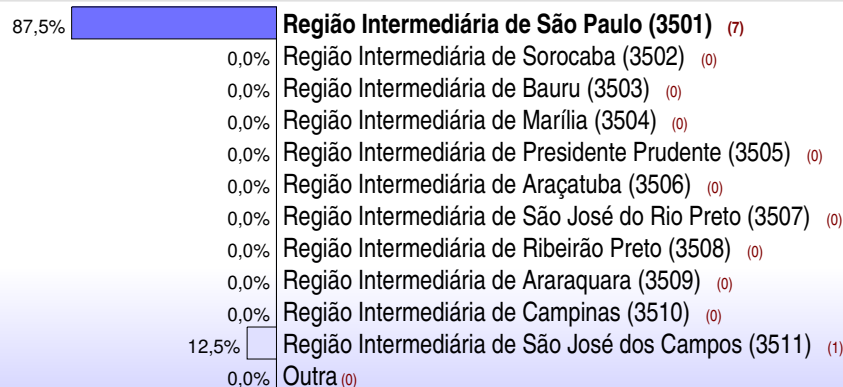 87,5% Região Intermediária de São Paulo (3501) (7)
0,0% Região Intermediária de Sorocaba (3502) (0)
0,0% Região Intermediária de Bauru (3503) (0)
0,0% Região Intermediária de Marília (3504) (0)
0,0% Região Intermediária de Presidente Prudente (3505) (0)
0,0% Região Intermediária de Araçatuba (3506) (0)
0,0% Região Intermediária de São José do Rio Preto (3507) (0)
0,0% Região Intermediária de Ribeirão Preto (3508) (0)
0,0% Região Intermediária de Araraquara (3509) (0)
0,0% Região Intermediária de Campinas (3510) (0)
12,5% Região Intermediária de São José dos Campos (3511) (1)
0,0% Outra (0)